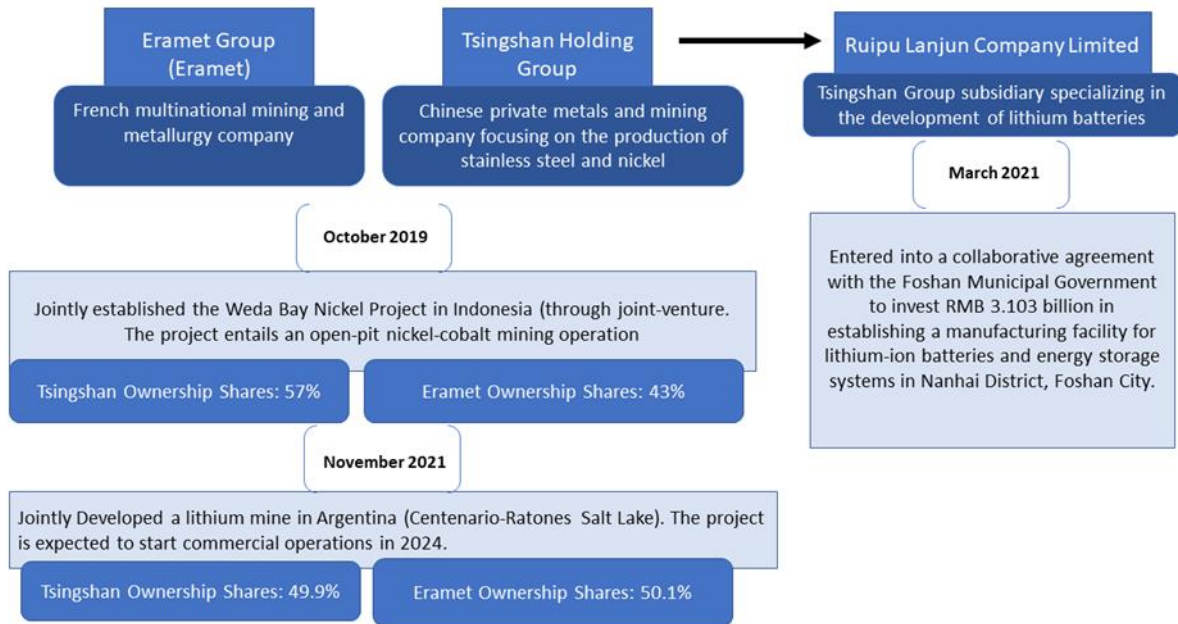 Eramet Group
(Eramet)
French multinational mining and
metallurgy company
Tsingshan Holding
Group
Chinese private metals and mining
company focusing on the production of
stainless steel and nickel
Ruipu Lanjun Company Limited
Tsingshan Group subsidiary specializing in
the development of lithium batteries
October 2019
Jointly established the Weda Bay Nickel Project in Indonesia (through joint-venture.
The project entails an open-pit nickel-cobalt mining operation
Tsingshan Ownership Shares: 57%
Eramet Ownership Shares: 43%
November 2021
Jointly Developed a lithium mine in Argentina (Centenario-Ratones Salt Lake). The project
is expected to start commercial operations in 2024.
Tsingshan Ownership Shares: 49.9%
Eramet Ownership Shares: 50.1%
March 2021
Entered into a collaborative agreement
with the Foshan Municipal Government
to invest RMB 3.103 billion in
establishing a manufacturing facility for
lithium-ion batteries and energy storage
systems in Nanhai District, Foshan City.